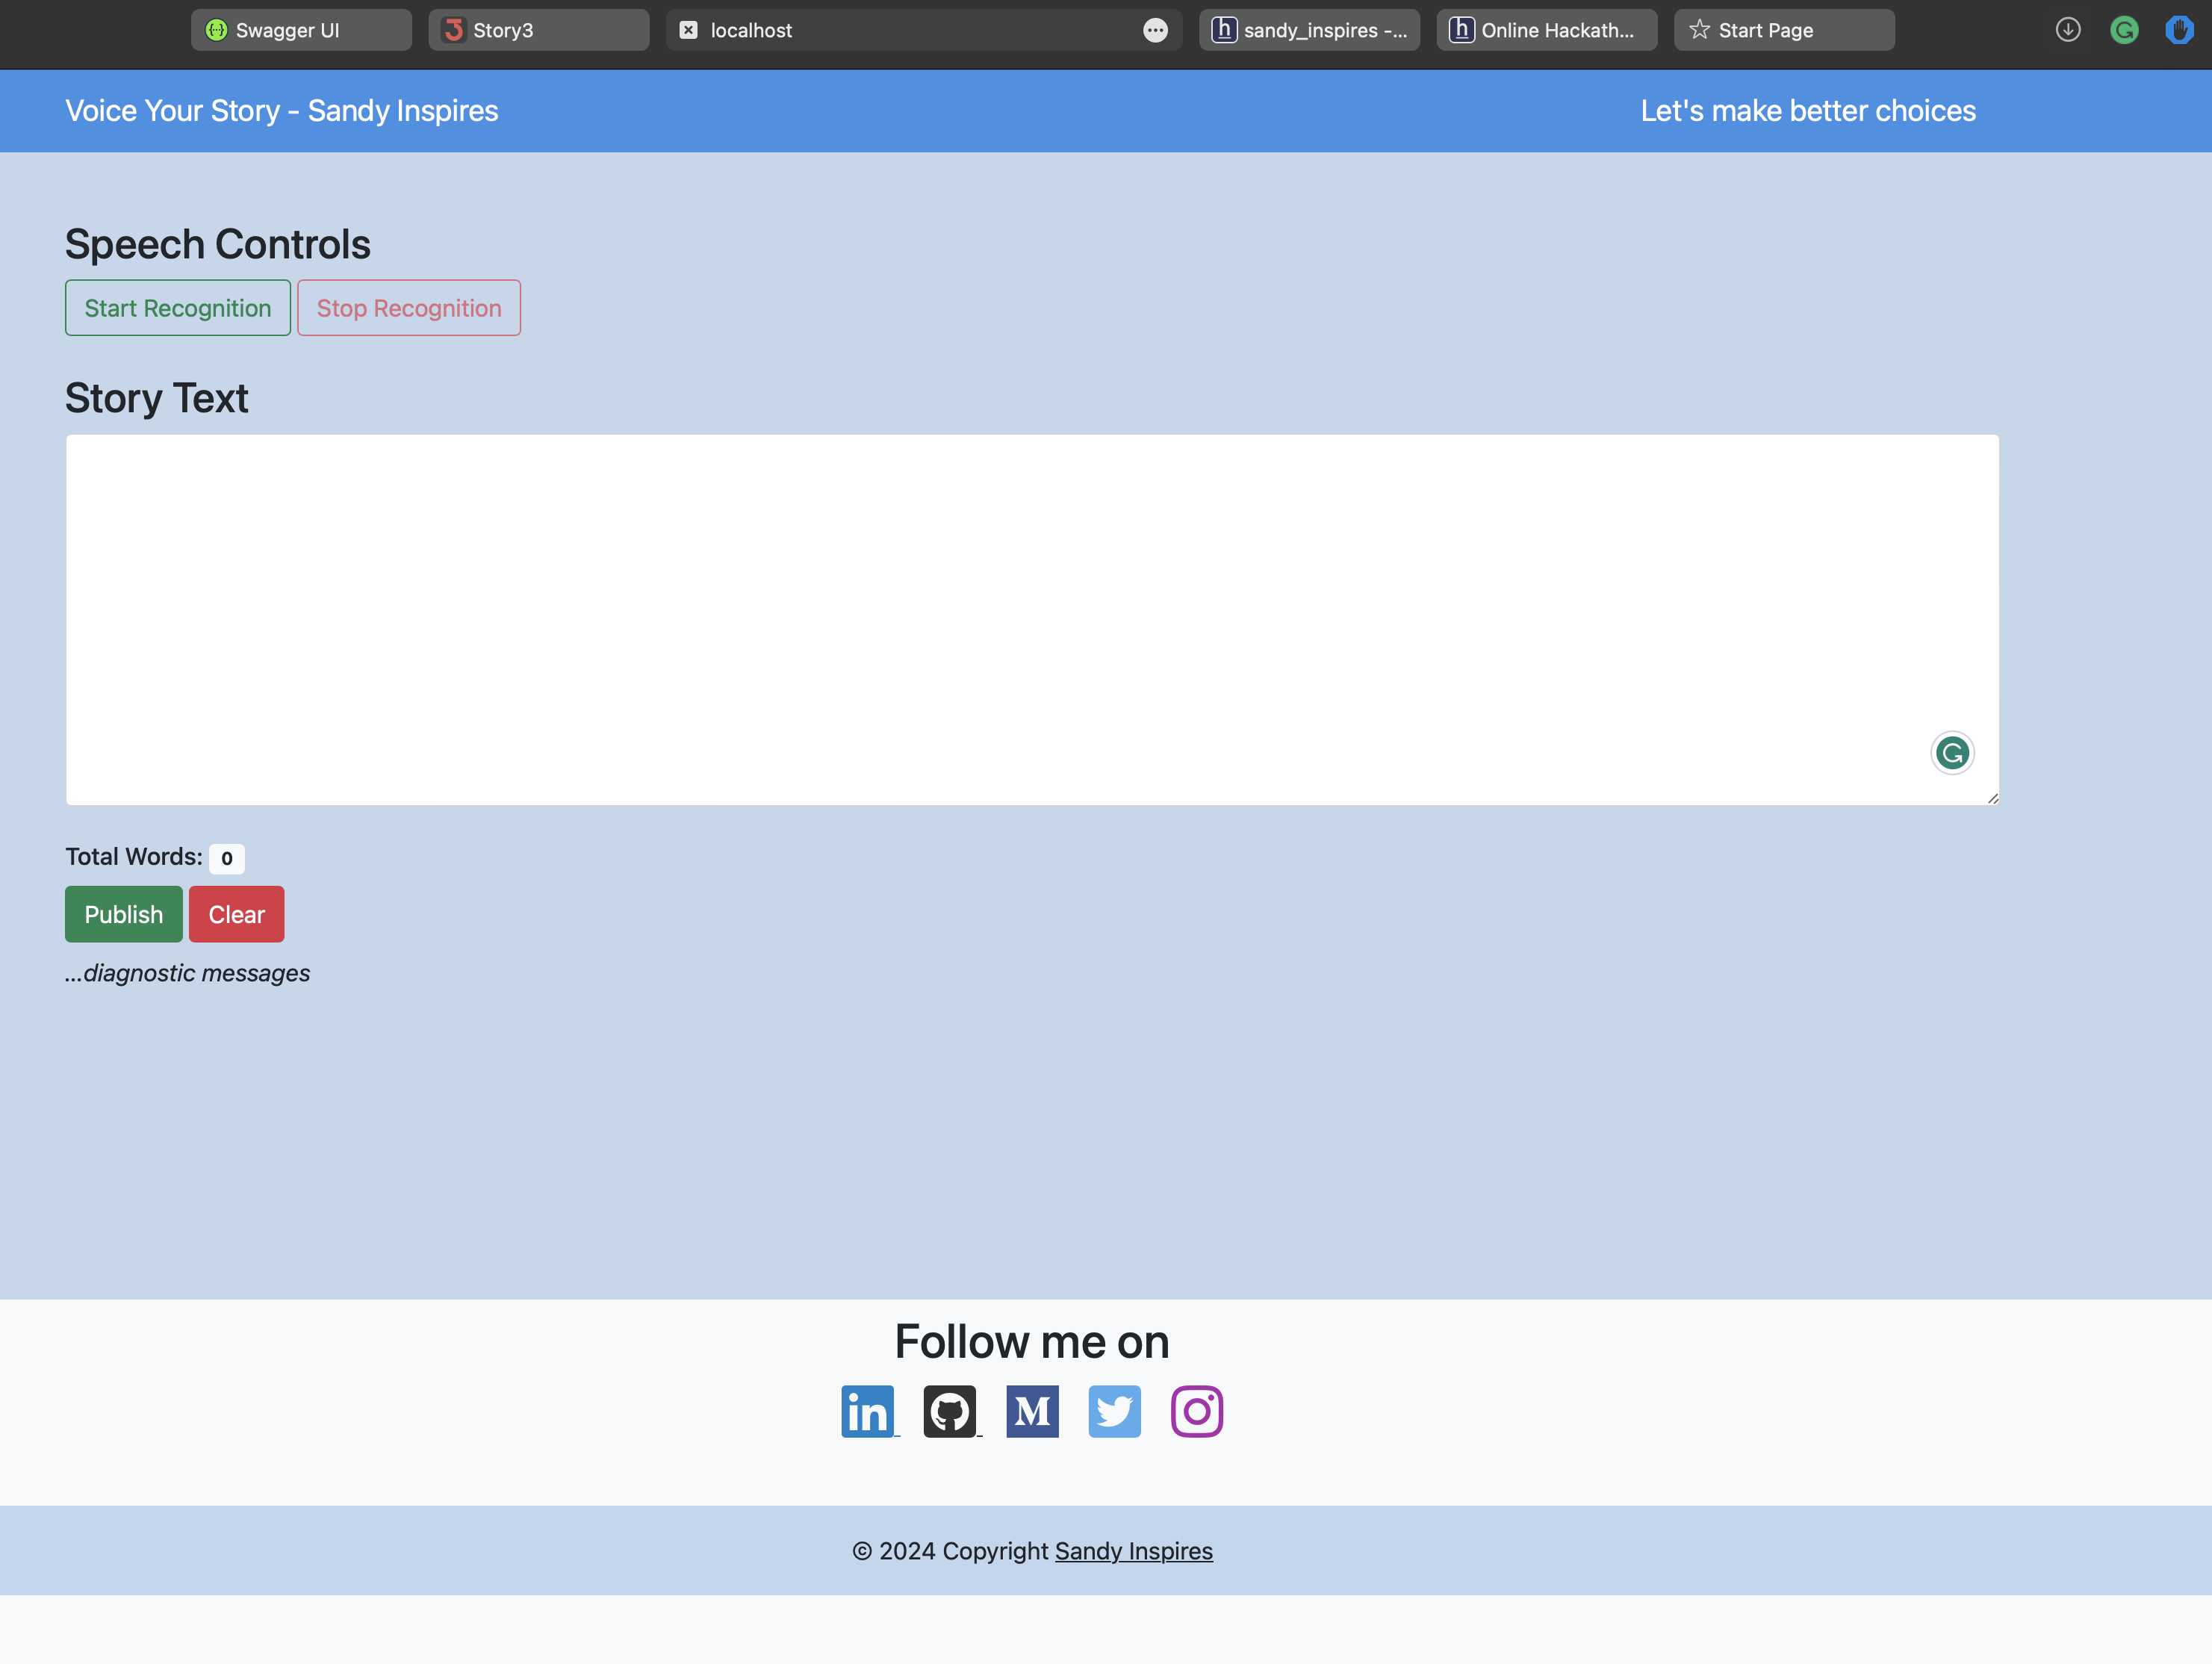 Swagger UI Story3 localhost sandy_inspires -... Online Hackath... Start Page
Voice Your Story - Sandy Inspires Let's make better choices
Speech Controls
Start Recognition Stop Recognition
Story Text
Total Words: 0
Publish Clear
...diagnostic messages
Follow me on
© 2024 Copyright Sandy Inspires